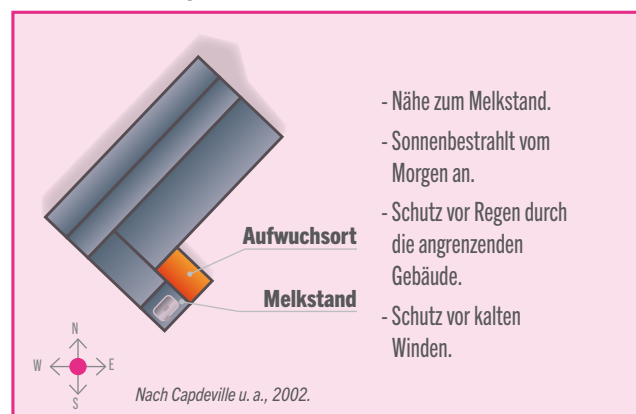 - Nähe zum Melkstand.
- Sonnenbestrahlt vom
Morgen an.
- Schutz vor Regen durch
die angrenzenden
Gebäude.
- Schutz vor kalten
Winden.
Aufwuchsort
Melkstand
N
W
E
S
Nach Capdeville u. a., 2002.